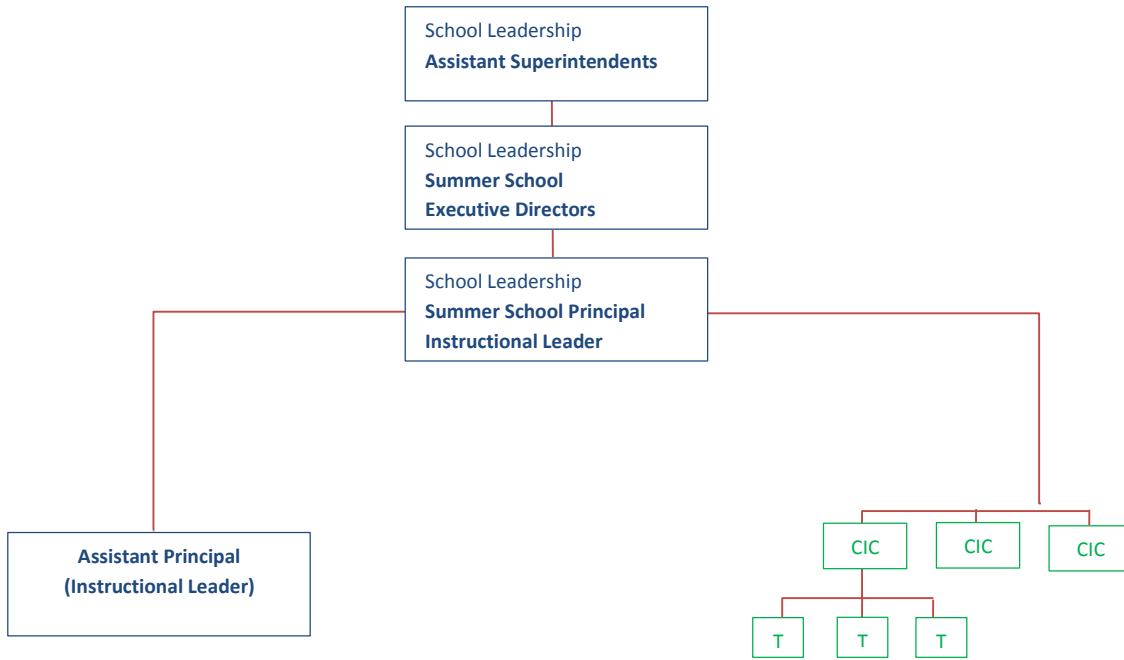 School Leadership
Assistant Superintendents
School Leadership
Summer School
Executive Directors
School Leadership
Summer School Principal
Instructional Leader
Assistant Principal
(Instructional Leader)
CIC
CIC
CIC
T
T
T